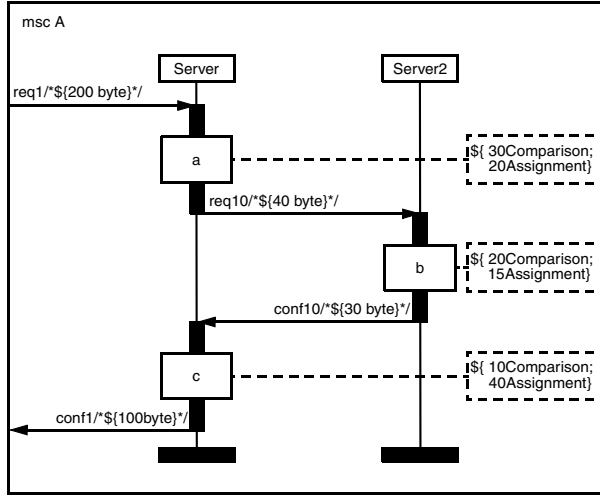 msc A
Server
Server2
req1/*${200 byte}*/
a
${ 30Comparison;
20Assignment}
req10/*${40 byte}*/
b
${ 20Comparison;
15Assignment}
conf10/*${30 byte}*/
c
${ 10Comparison;
40Assignment}
conf1/*${100byte}*/